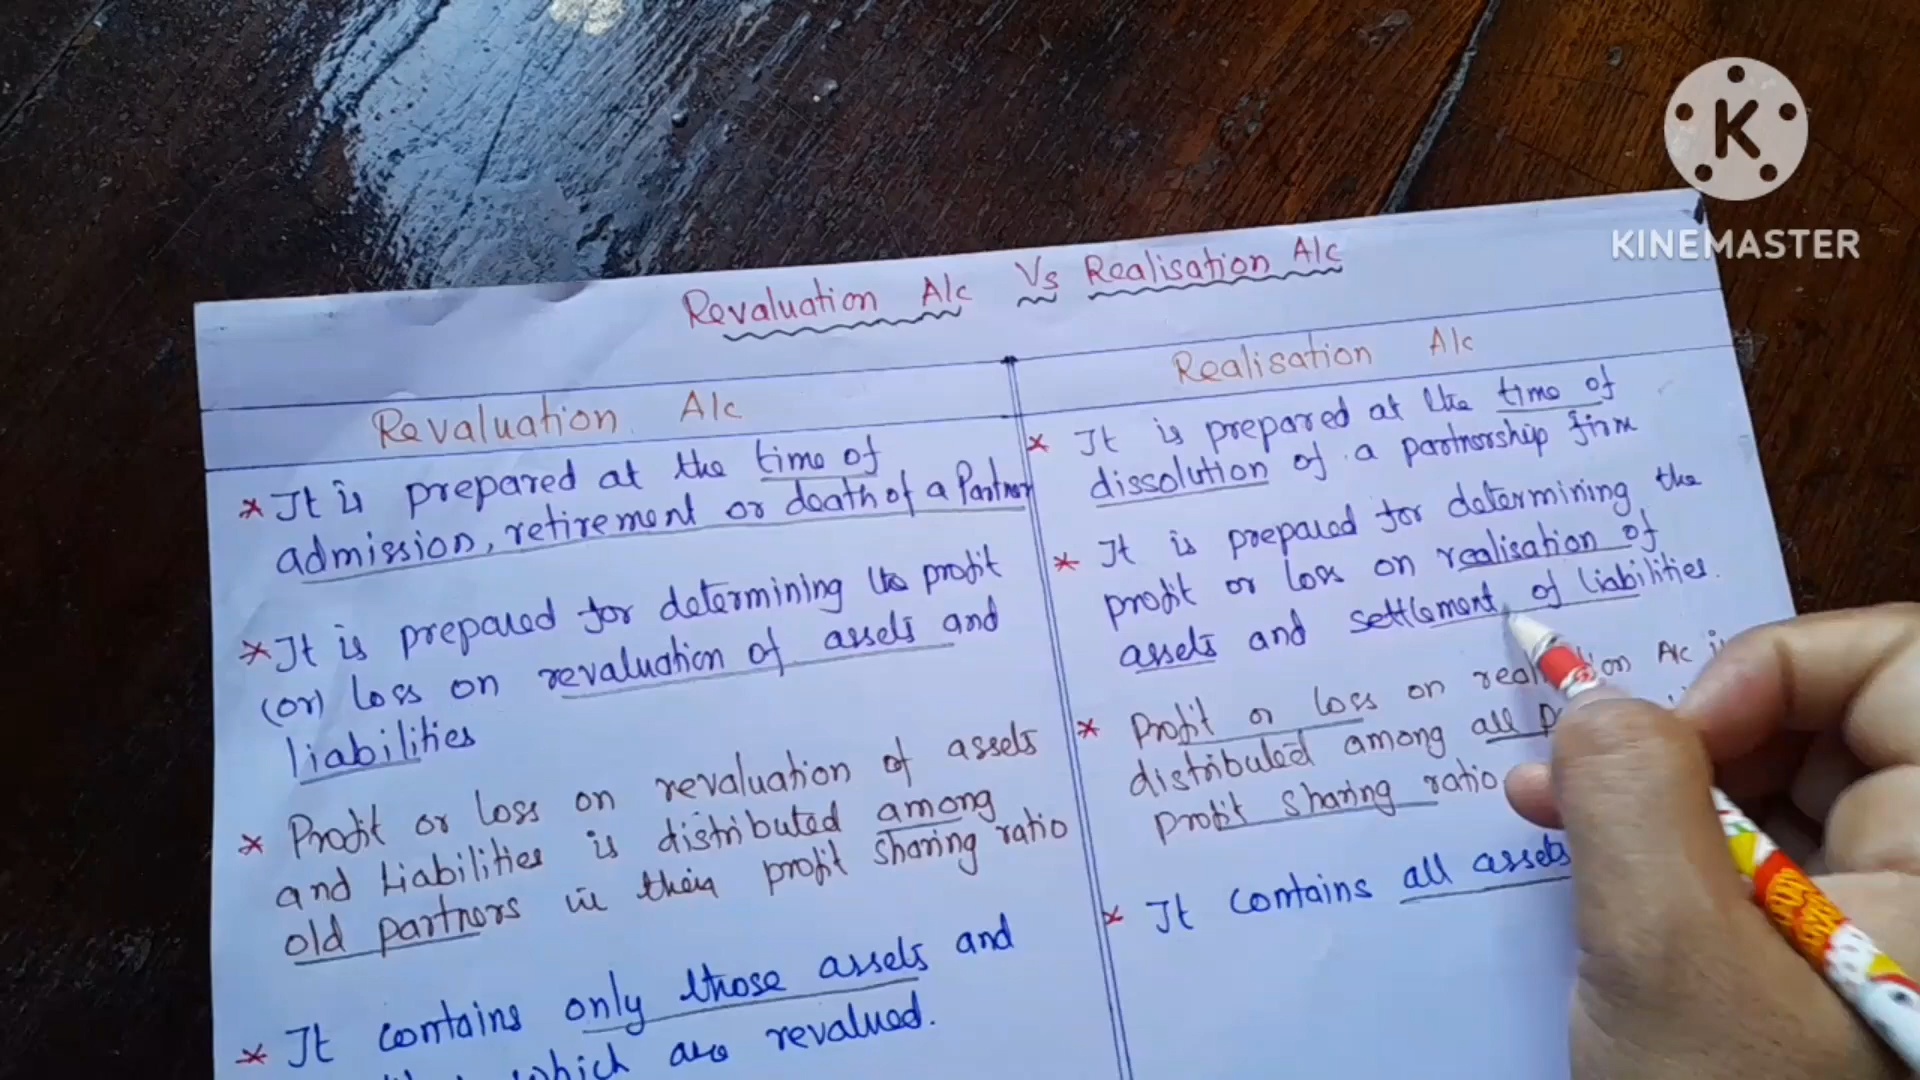 K
KINEMASTER
Revaluation A/c Vs Realisation A/c
Revaluation A/c
* It is prepared at the time of
admission, retirement or death of a Partner
* It is prepared for determining the profit
(or) loss on revaluation of assets and
liabilities
* Profit or loss on revaluation of assets
and liabilities is distributed among
old partners in their profit sharing ratio
* It contains only those assets and
which are revalued.
Realisation A/c
* It is prepared at the time of
dissolution of a partnership firm
* It is prepared for determining the
profit or loss on realisation of
assets and settlement of liabilities.
* Profit or loss on A/c
distributed among all
profit sharing ratio
* It contains all assets